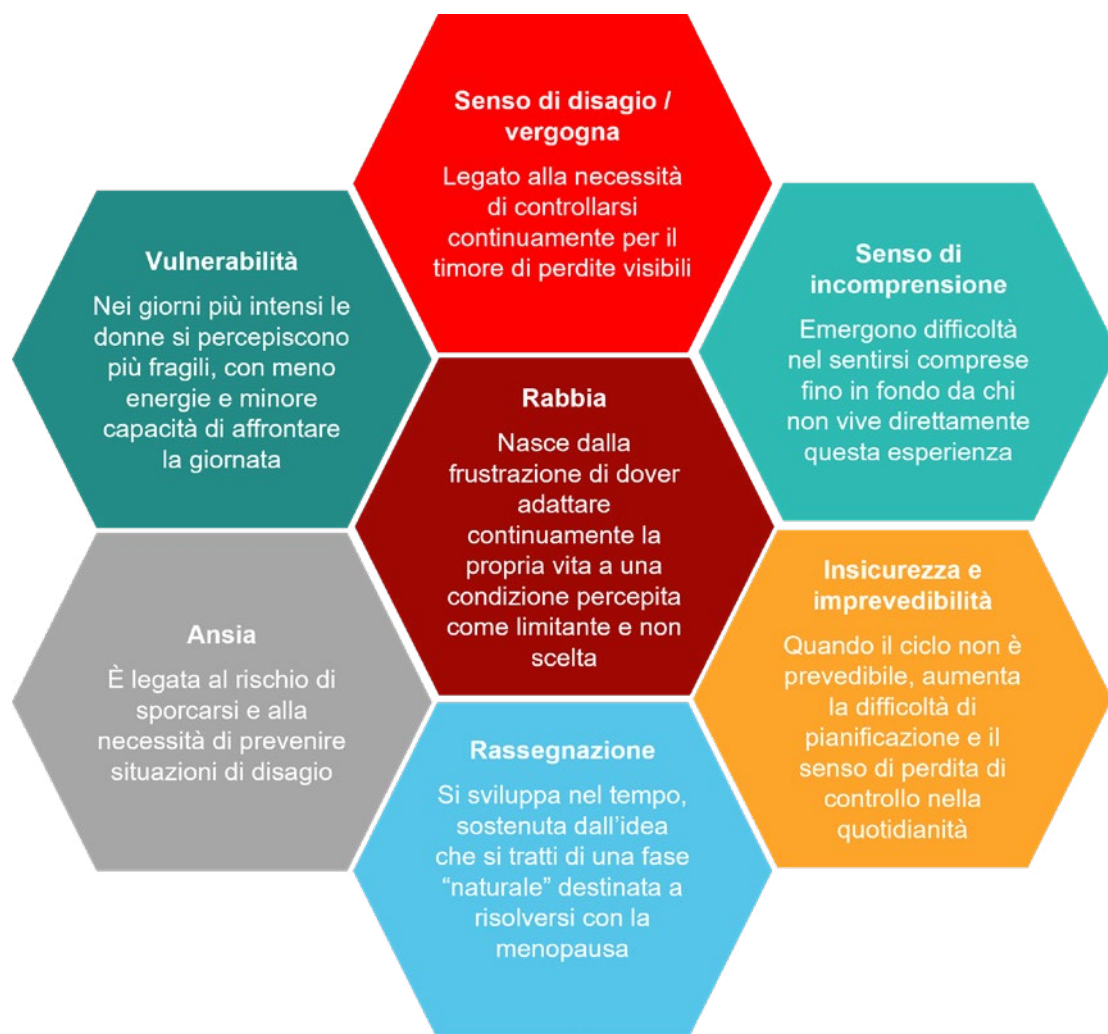 Senso di disagio /
vergogna
Legato alla necessità
di controllarsi
continuamente per il
timore di perdite visibili
Vulnerabilità
Nei giorni più intensi le
donne si percepiscono
più fragili, con meno
energie e minore
capacità di affrontare
la giornata
Senso di
incomprensione
Emergono difficoltà
nel sentirsi comprese
fino in fondo da chi
non vive direttamente
questa esperienza
Rabbia
Nasce dalla
frustrazione di dover
adattare
continuamente la
propria vita a una
condizione percepita
come limitante e non
scelta
Ansia
È legata al rischio di
sporcarsi e alla
necessità di prevenire
situazioni di disagio
Insicurezza e
imprevedibilità
Quando il ciclo non è
prevedibile, aumenta
la difficoltà di
pianificazione e il
senso di perdita di
controllo nella
quotidianità
Rassegnazione
Si sviluppa nel tempo,
sostenuta dall’idea
che si tratti di una fase
“naturale” destinata a
risolversi con la
menopausa